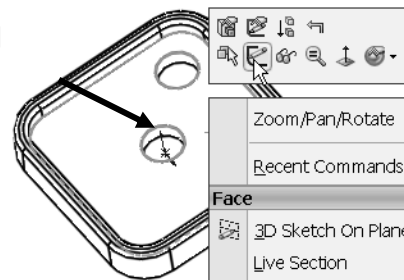 Zoom/Pan/Rotate
Recent Commands
Face
3D Sketch On Plane
Live Section